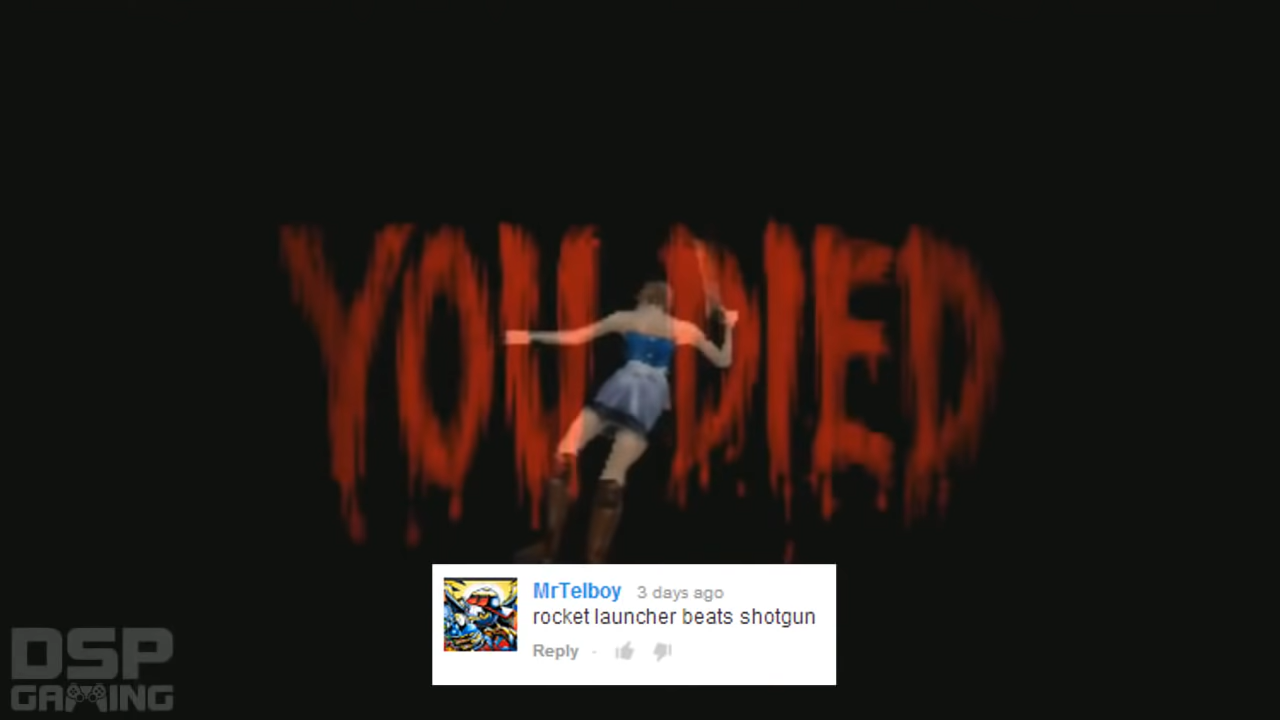 YOU DIED
MrTelboy 3 days ago
rocket launcher beats shotgun
Reply ·
DSP
GAMING